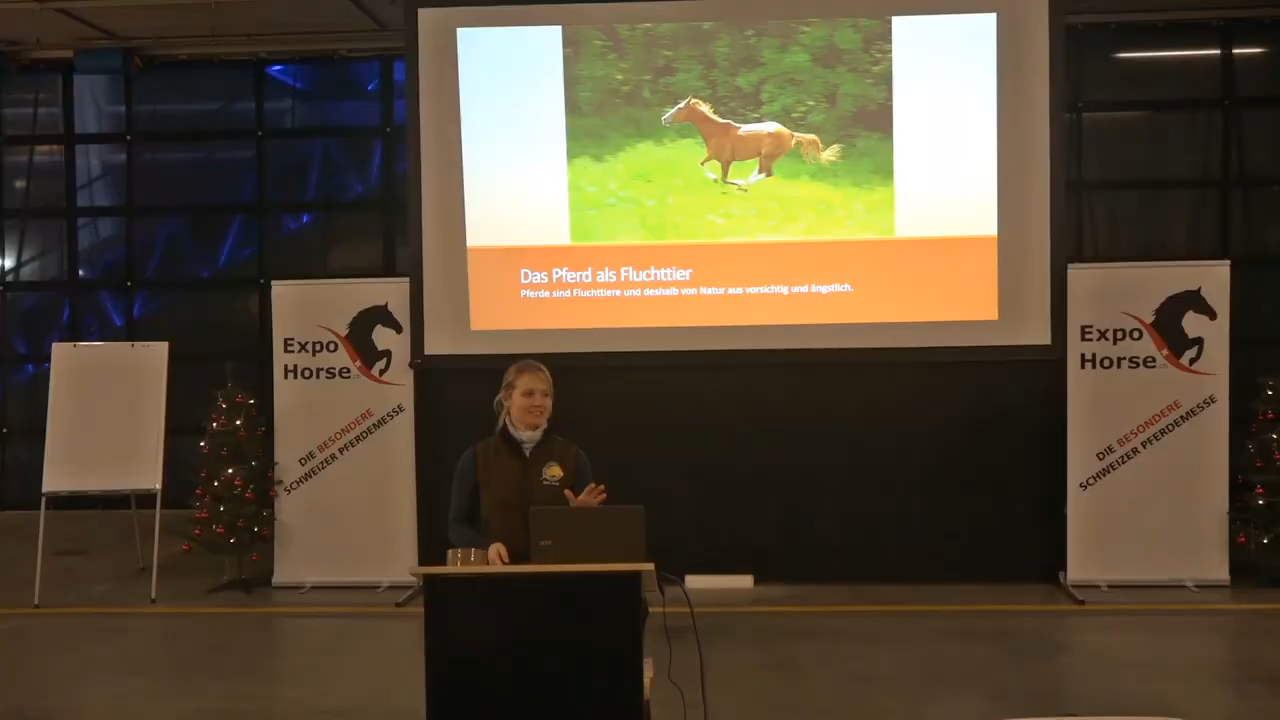 Das Pferd als Fluchttier
Pferde sind Fluchttiere und deshalb von Natur aus vorsichtig und ängstlich.
Expo
Horse
DIE BESONDERE
SCHWEIZER PFERDEMESSE
Expo
Horse
DIE BESONDERE
SCHWEIZER PFERDEMESSE